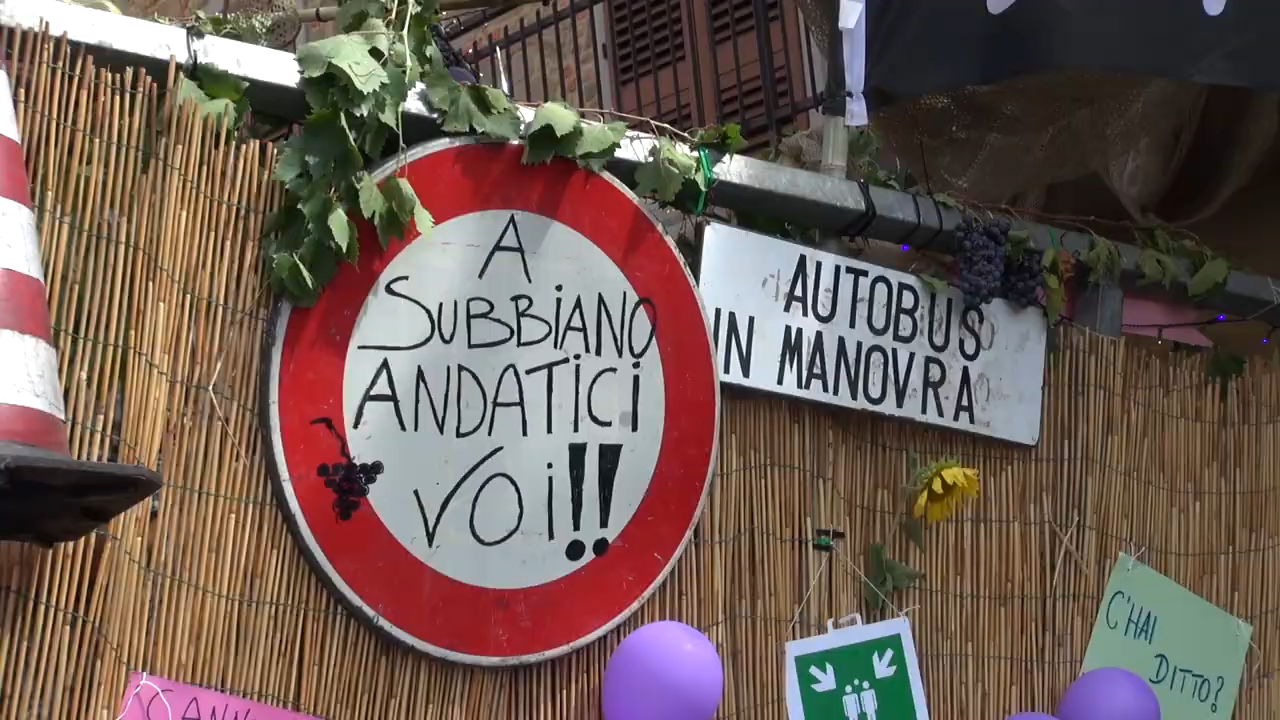 A
SUBBiANO
ANDATiCi
VOi!!
AUTOBUS
IN MANOVRA
C'HAI
DITTO?